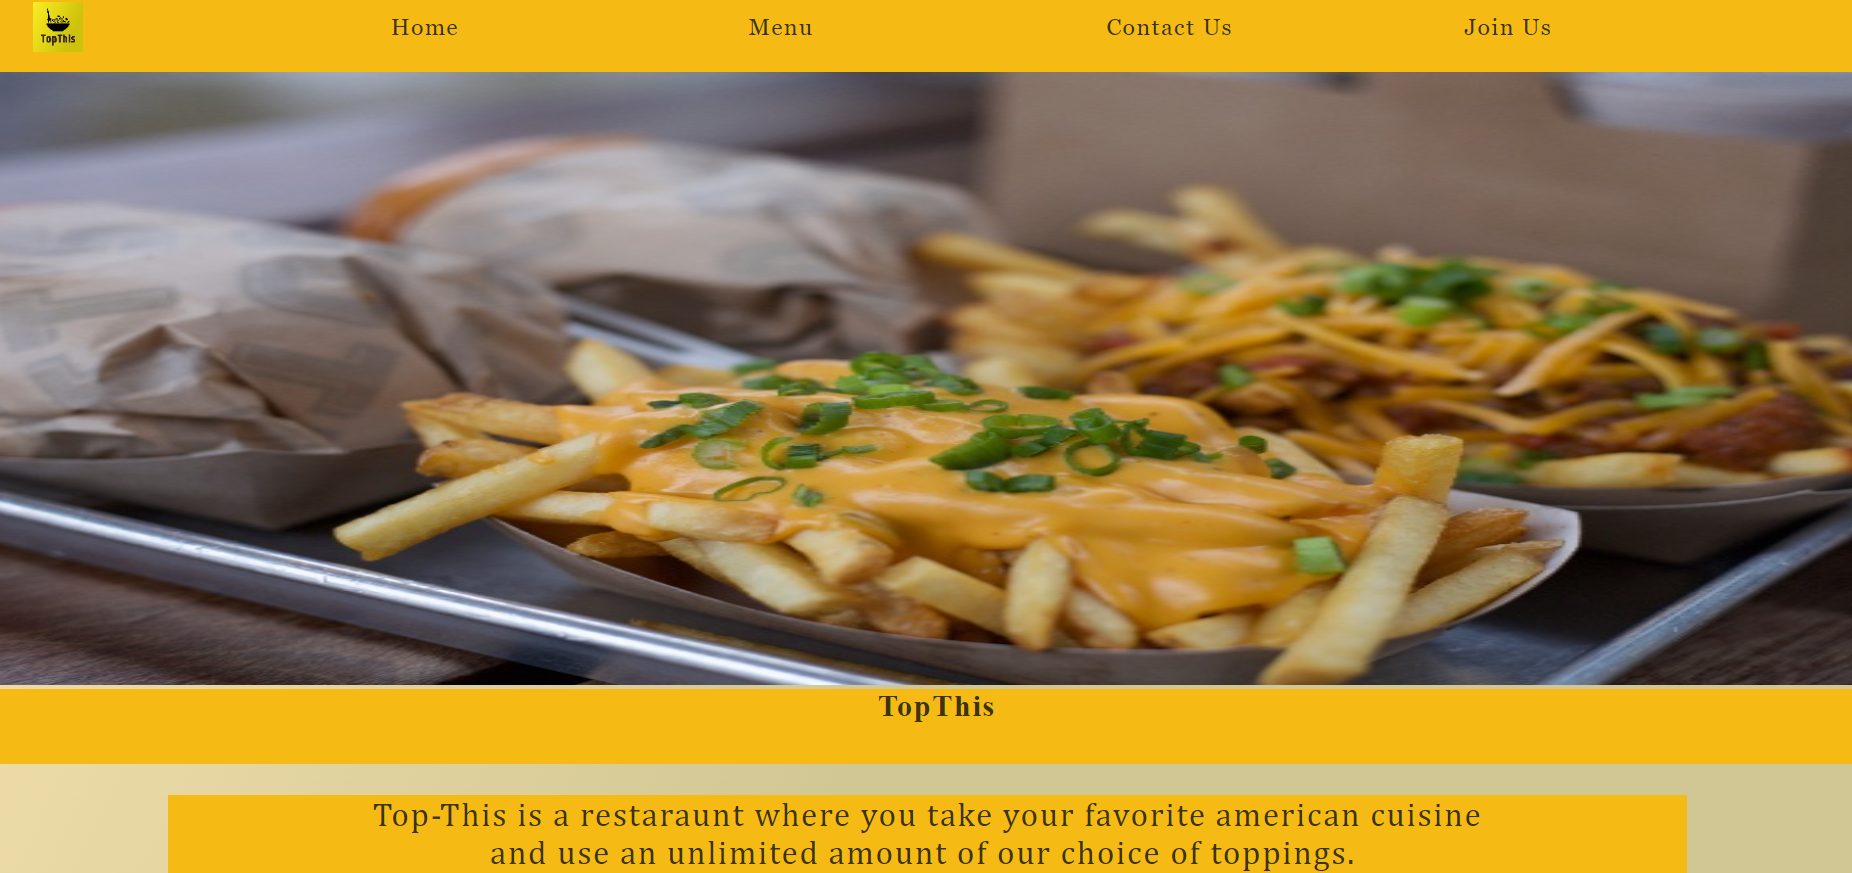 TopThis
Home Menu Contact Us Join Us
TopThis
Top-This is a restaraunt where you take your favorite american cuisine
and use an unlimited amount of our choice of toppings.